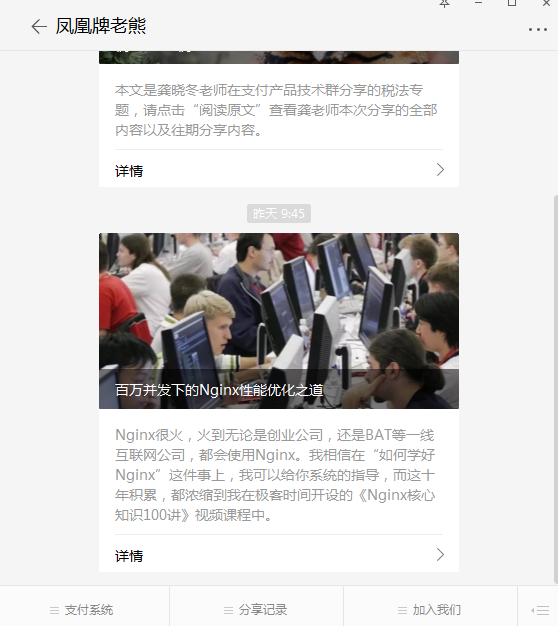 凤凰牌老熊
本文是龚晓冬老师在支付产品技术群分享的税法专
题，请点击“阅读原文”查看龚老师本次分享的全部
内容以及往期分享内容。
详情
昨天 9:45
百万并发下的Nginx性能优化之道
Nginx很火，火到无论是创业公司，还是BAT等一线
互联网公司，都会使用Nginx。我相信在“如何学好
Nginx”这件事上，我可以给你系统的指导，而这十
年积累，都浓缩到我在极客时间开设的《Nginx核心
知识100讲》视频课程中。
详情
支付系统
分享记录
加入我们